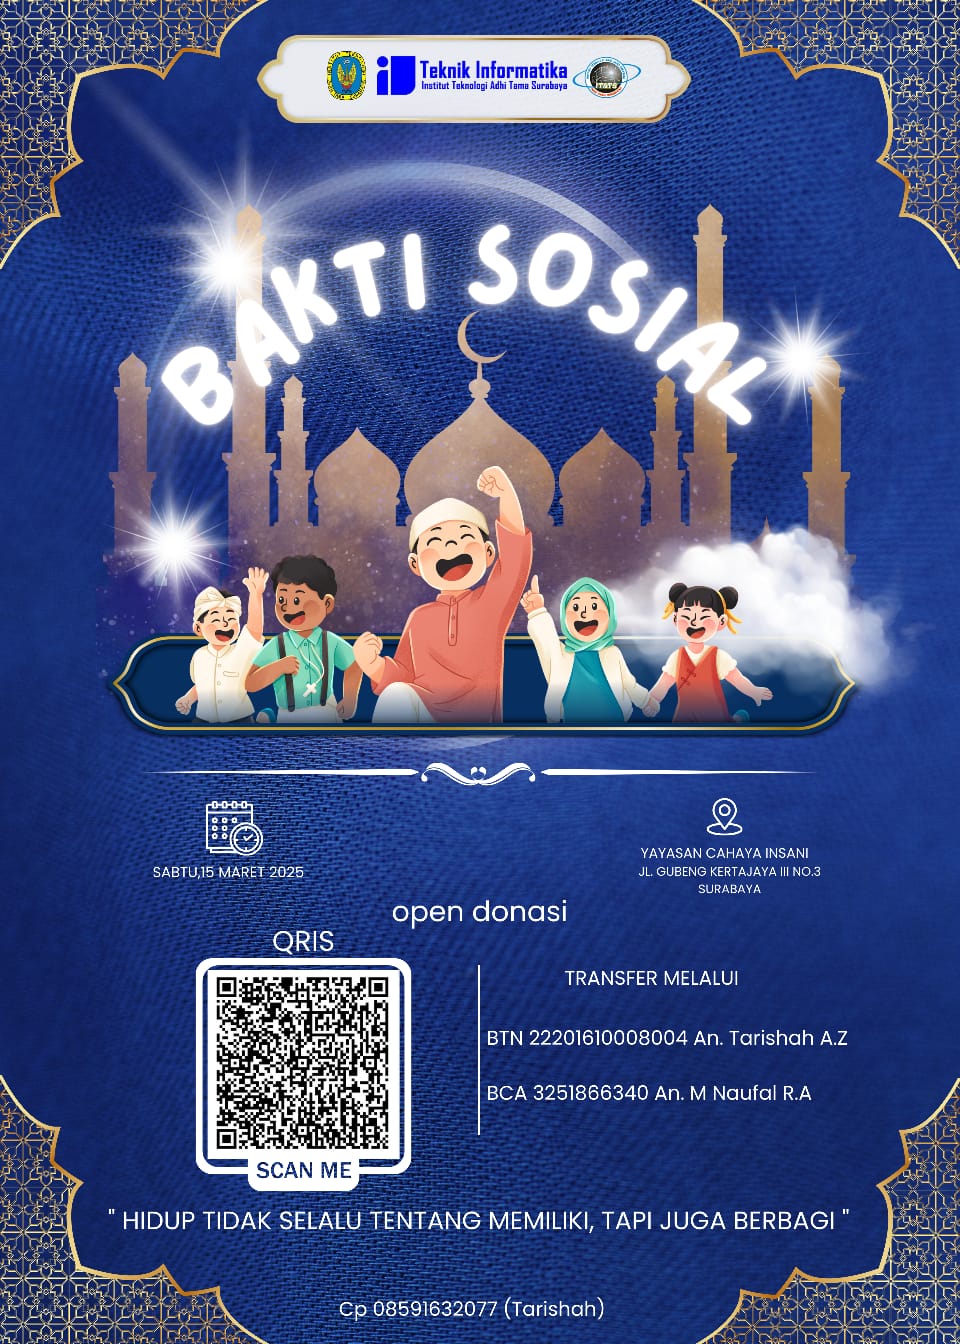 Teknik Informatika
Institut Teknologi Adhi Tama Surabaya
ITATS
BAKTI SOSIAL
SABTU,15 MARET 2025
YAYASAN CAHAYA INSANI
JL. GUBENG KERTAJAYA III NO.3
SURABAYA
open donasi
QRIS
SCAN ME
TRANSFER MELALUI
BTN 22201610008004 An. Tarishah A.Z
BCA 3251866340 An. M Naufal R.A
" HIDUP TIDAK SELALU TENTANG MEMILIKI, TAPI JUGA BERBAGI "
Cp 08591632077 (Tarishah)